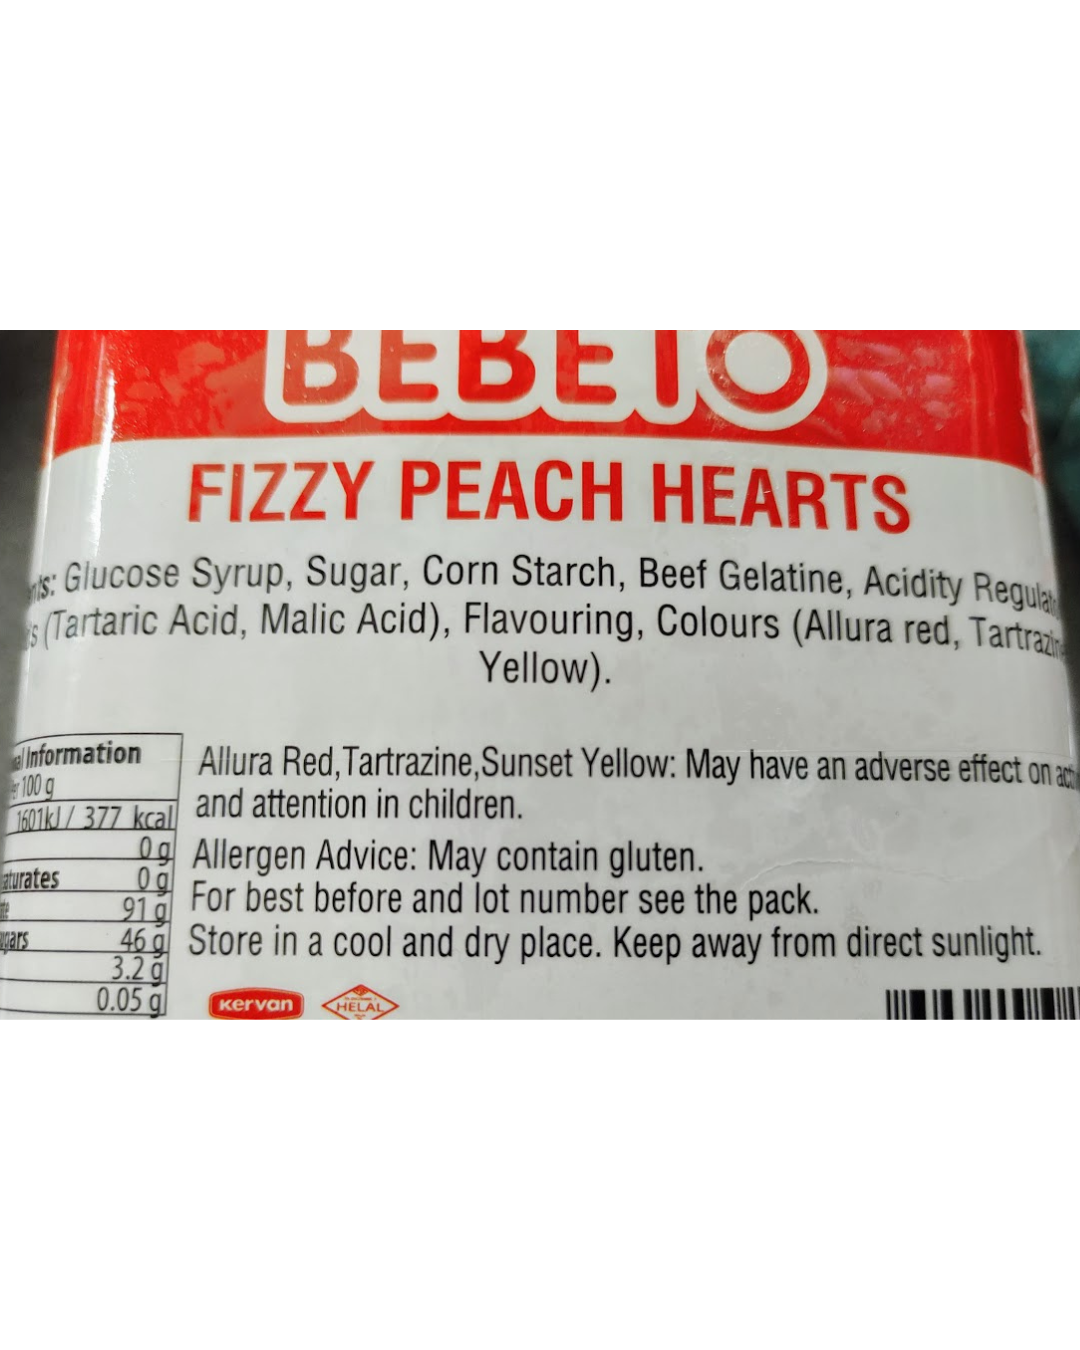 BEBETO
FIZZY PEACH HEARTS
Glucose Syrup, Sugar, Corn Starch, Beef Gelatine, Acidity
(Tartaric Acid, Malic Acid), Flavouring, Colours (Allura red,
Yellow).
Information
100 g
1601kJ / 377 kcal
0 g
0 g
91 g
46 g
3.2 g
0.05 g
Allura Red,Tartrazine,Sunset Yellow: May have an adverse effect on
and attention in children.
Allergen Advice: May contain gluten.
For best before and lot number see the pack.
Store in a cool and dry place. Keep away from direct sunlight.
kervan
HELAL